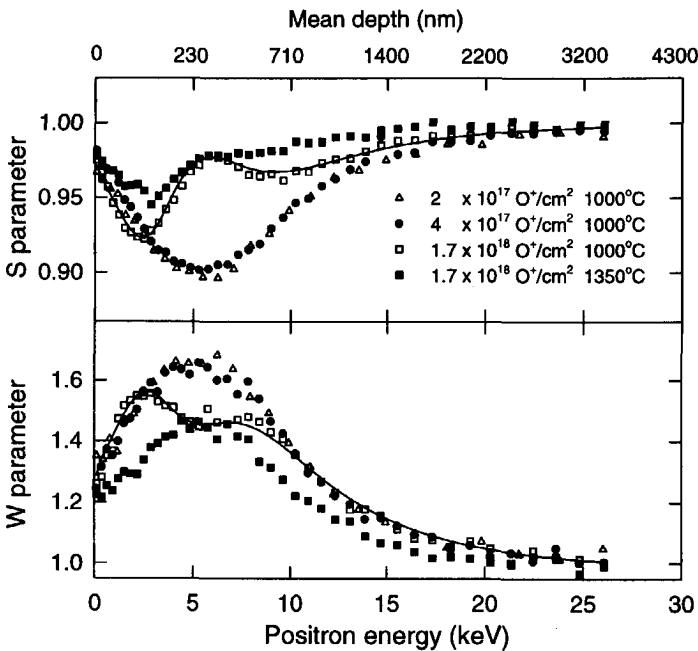 Mean depth (nm)
0 230 710 1400 2200 3200 4300
S parameter
1.00
0.95
0.90
2 x 10¹⁷ O⁺/cm² 1000°C
4 x 10¹⁷ O⁺/cm² 1000°C
1.7 x 10¹⁸ O⁺/cm² 1000°C
1.7 x 10¹⁸ O⁺/cm² 1350°C
W parameter
1.6
1.4
1.2
1.0
0 5 10 15 20 25 30
Positron energy (keV)